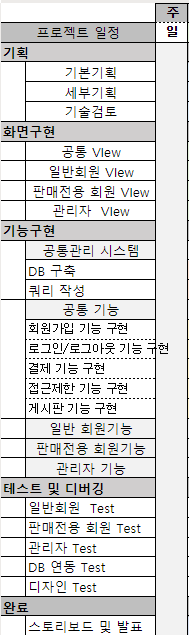 주
프로젝트 일정 일
기획
기본기획
세부기획
기술검토
화면구현
공통 VIew
일반회원 VIew
판매전용 회원 VIew
관리자 VIew
기능구현
공통관리 시스템
DB 구축
쿼리 작성
공통 기능
회원가입 기능 구현
로그인/로그아웃 기능 구현
결제 기능 구현
접근제한 기능 구현
게시판 기능 구현
일반 회원기능
판매전용 회원기능
관리자 기능
테스트 및 디버깅
일반회원 Test
판매전용 회원 Test
관리자 Test
DB 연동 Test
디자인 Test
완료
스토리보드 및 발표